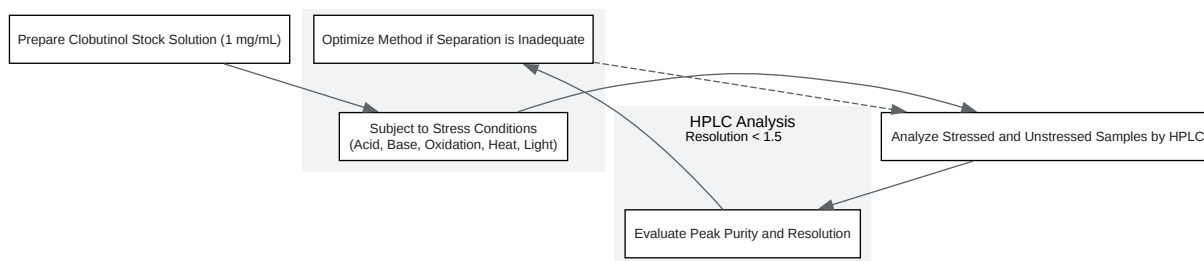 Prepare Clobutinol Stock Solution (1 mg/mL)
Optimize Method if Separation is Inadequate
Subject to Stress Conditions
(Acid, Base, Oxidation, Heat, Light)
HPLC Analysis
Resolution < 1.5
Analyze Stressed and Unstressed Samples by HPLC
Evaluate Peak Purity and Resolution